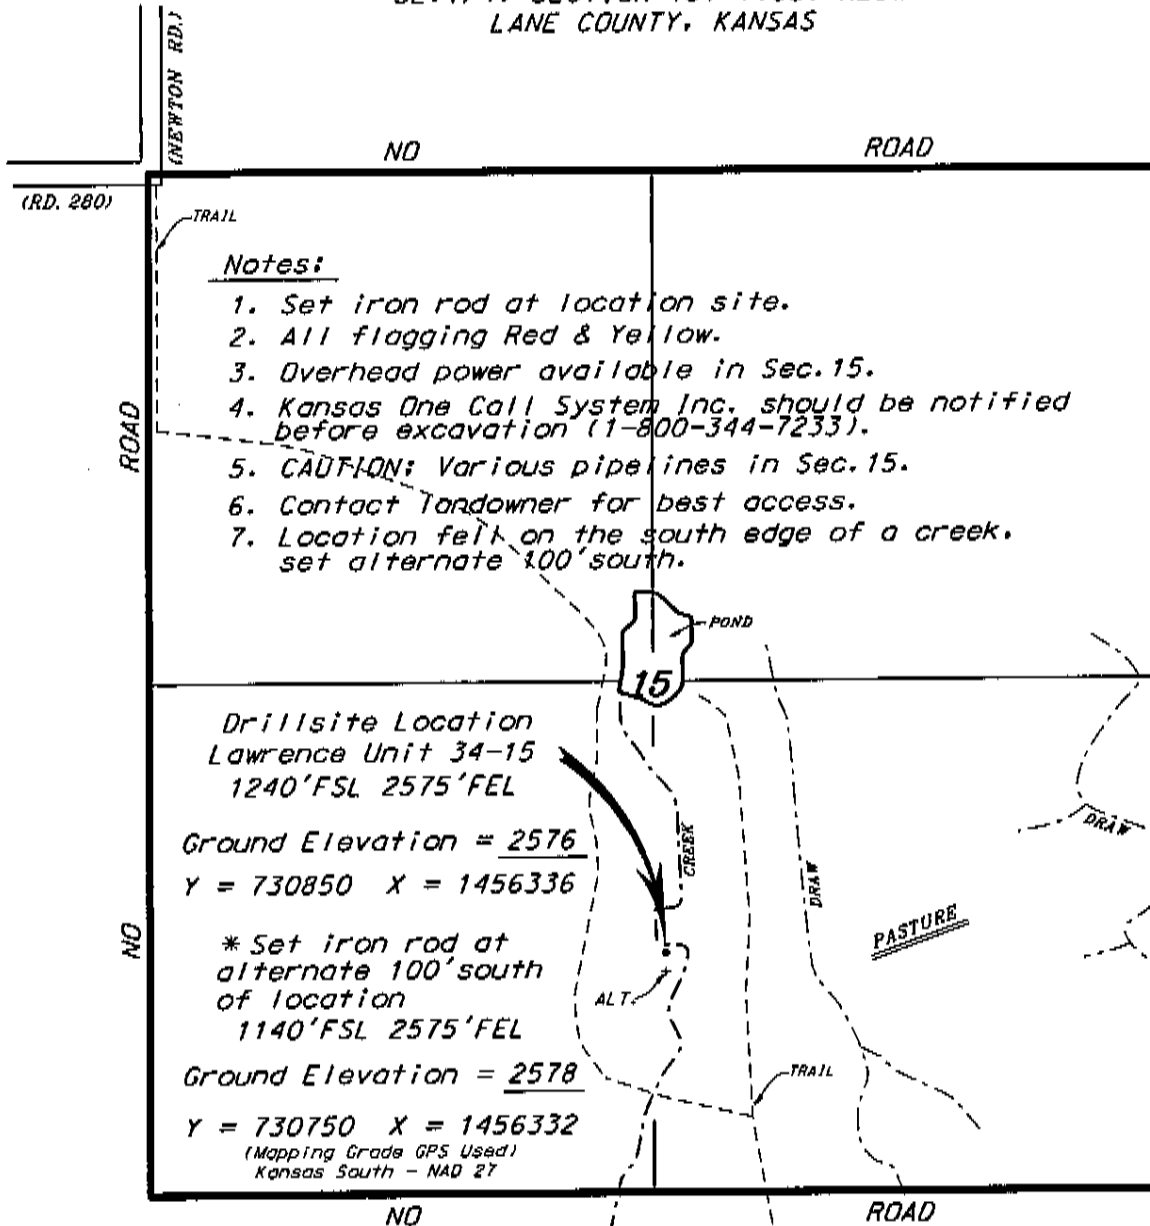 LANE COUNTY, KANSAS
(NEWTON RD.)
NO ROAD
(RD. 280)
TRAIL
Notes:
1. Set iron rod at location site.
2. All flagging Red & Yellow.
3. Overhead power available in Sec. 15.
4. Kansas One Call System Inc. should be notified
before excavation (1-800-344-7233).
5. CAUTION: Various pipelines in Sec. 15.
6. Contact landowner for best access.
7. Location fell on the south edge of a creek.
set alternate 100' south.
ROAD
POND
15
Drillsite Location
Lawrence Unit 34-15
1240' FSL 2575' FEL
Ground Elevation = 2576
Y = 730850 X = 1456336
CREEK
DRAW
DRAW
PASTURE
NO
* Set iron rod at
alternate 100' south
of location
1140' FSL 2575' FEL
ALT.
Ground Elevation = 2578
TRAIL
Y = 730750 X = 1456332
(Mapping Grade GPS Used)
Kansas South - NAD 27
NO ROAD